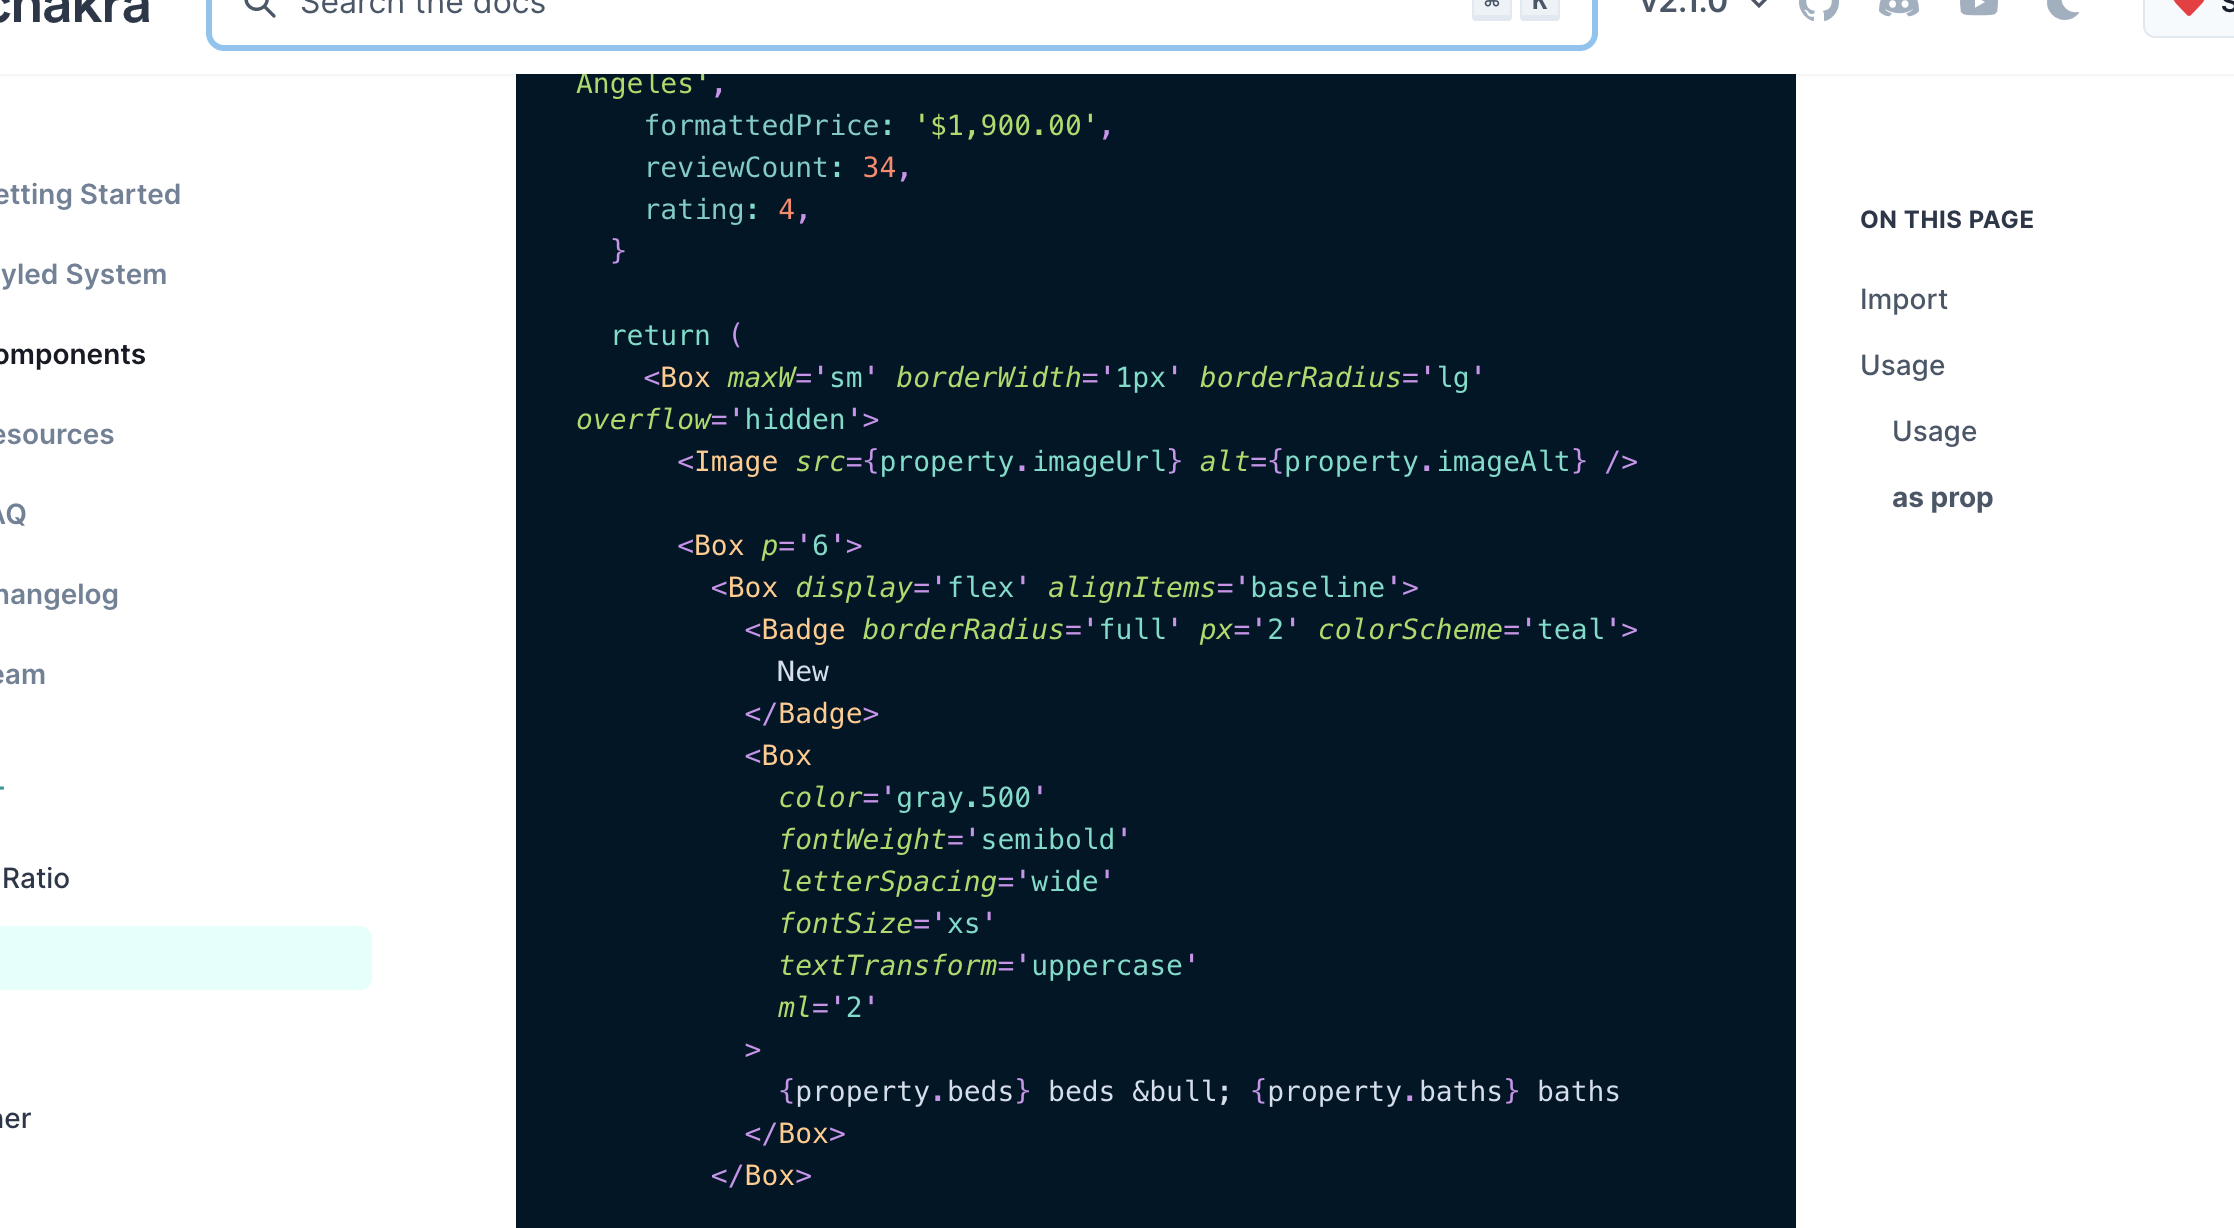 chakra
Search the docs
⌘ K
v2.1.0
Angeles',
formattedPrice: '$1,900.00',
reviewCount: 34,
rating: 4,
}
return (
<Box maxW='sm' borderWidth='1px' borderRadius='lg'
overflow='hidden'>
<Image src={property.imageUrl} alt={property.imageAlt} />
<Box p='6'>
<Box display='flex' alignItems='baseline'>
<Badge borderRadius='full' px='2' colorScheme='teal'>
New
</Badge>
<Box
color='gray.500'
fontWeight='semibold'
letterSpacing='wide'
fontSize='xs'
textTransform='uppercase'
ml='2'
>
{property.beds} beds &bull; {property.baths} baths
</Box>
</Box>
etting Started
yled System
omponents
esources
AQ
hangelog
eam
Ratio
er
ON THIS PAGE
Import
Usage
Usage
as prop